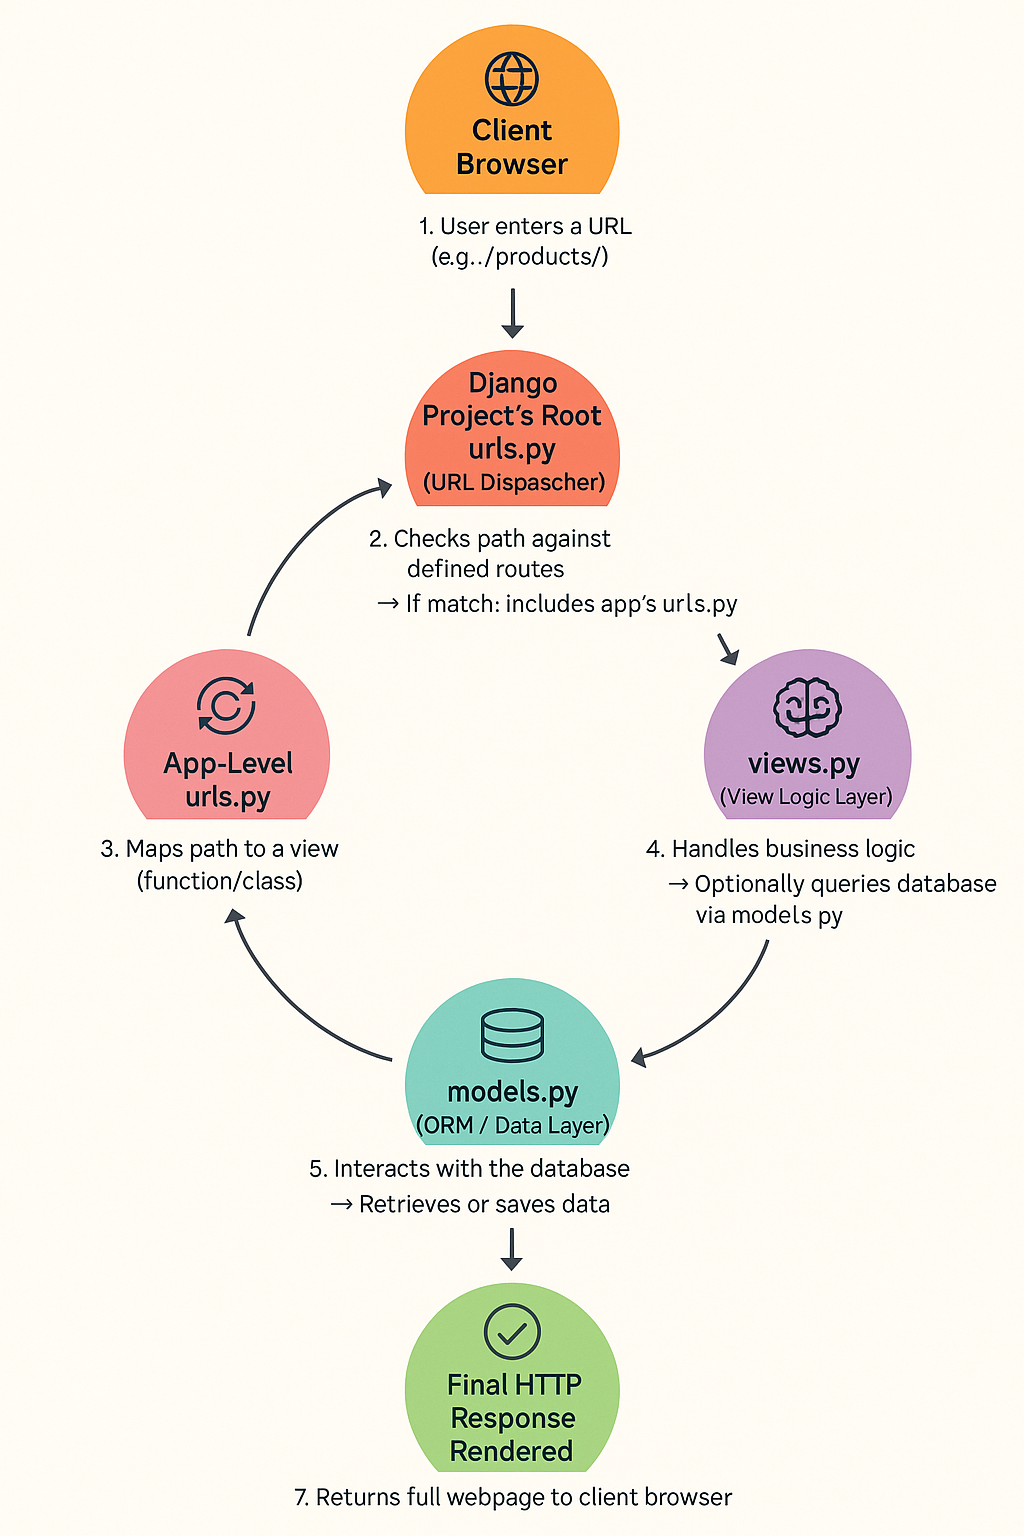 Client
Browser
1. User enters a URL
(e.g../products/)
Django
Project's Root
urls.py
(URL Dispascher)
2. Checks path against
defined routes
→ If match: includes app's urls.py
App-Level
urls.py
3. Maps path to a view
(function/class)
views.py
(View Logic Layer)
4. Handles business logic
→ Optionally queries database
via models py
models.py
(ORM / Data Layer)
5. Interacts with the database
→ Retrieves or saves data
Final HTTP
Response
Rendered
7. Returns full webpage to client browser